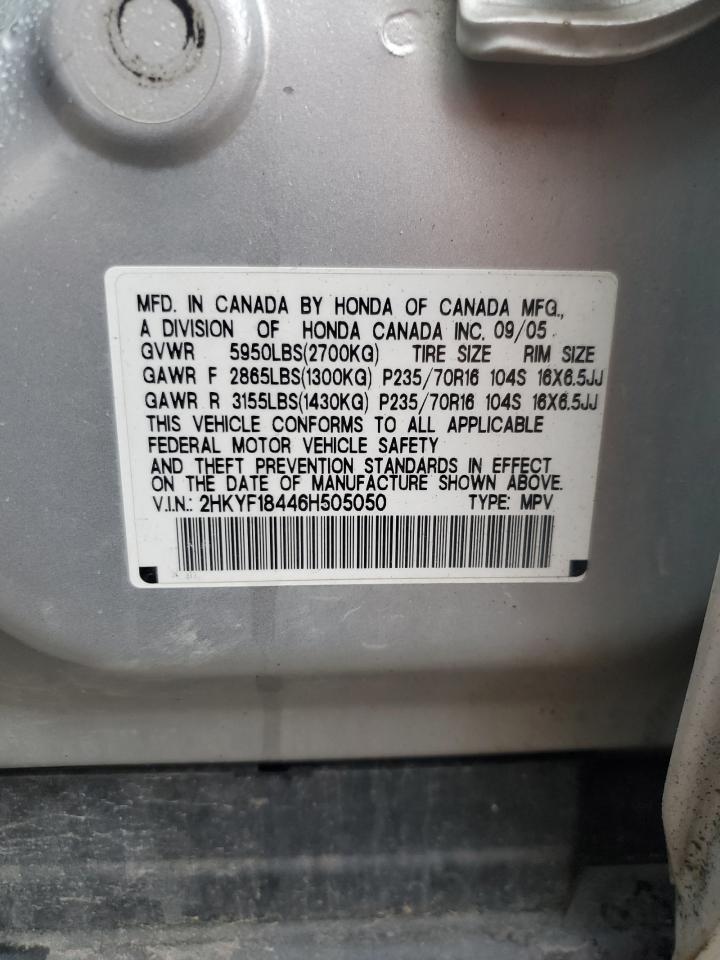 MFD. IN CANADA BY HONDA OF CANADA MFG.,
A DIVISION OF HONDA CANADA INC. 09/05
GVWR 5950LBS(2700KG) TIRE SIZE RIM SIZE
GAWR F 2865LBS(1300KG) P235/70R16 104S 16X6.5JJ
GAWR R 3155LBS(1430KG) P235/70R16 104S 16X6.5JJ
THIS VEHICLE CONFORMS TO ALL APPLICABLE
FEDERAL MOTOR VEHICLE SAFETY
AND THEFT PREVENTION STANDARDS IN EFFECT
ON THE DATE OF MANUFACTURE SHOWN ABOVE.
V.I.N.: 2HKYF18446H505050 TYPE: MPV